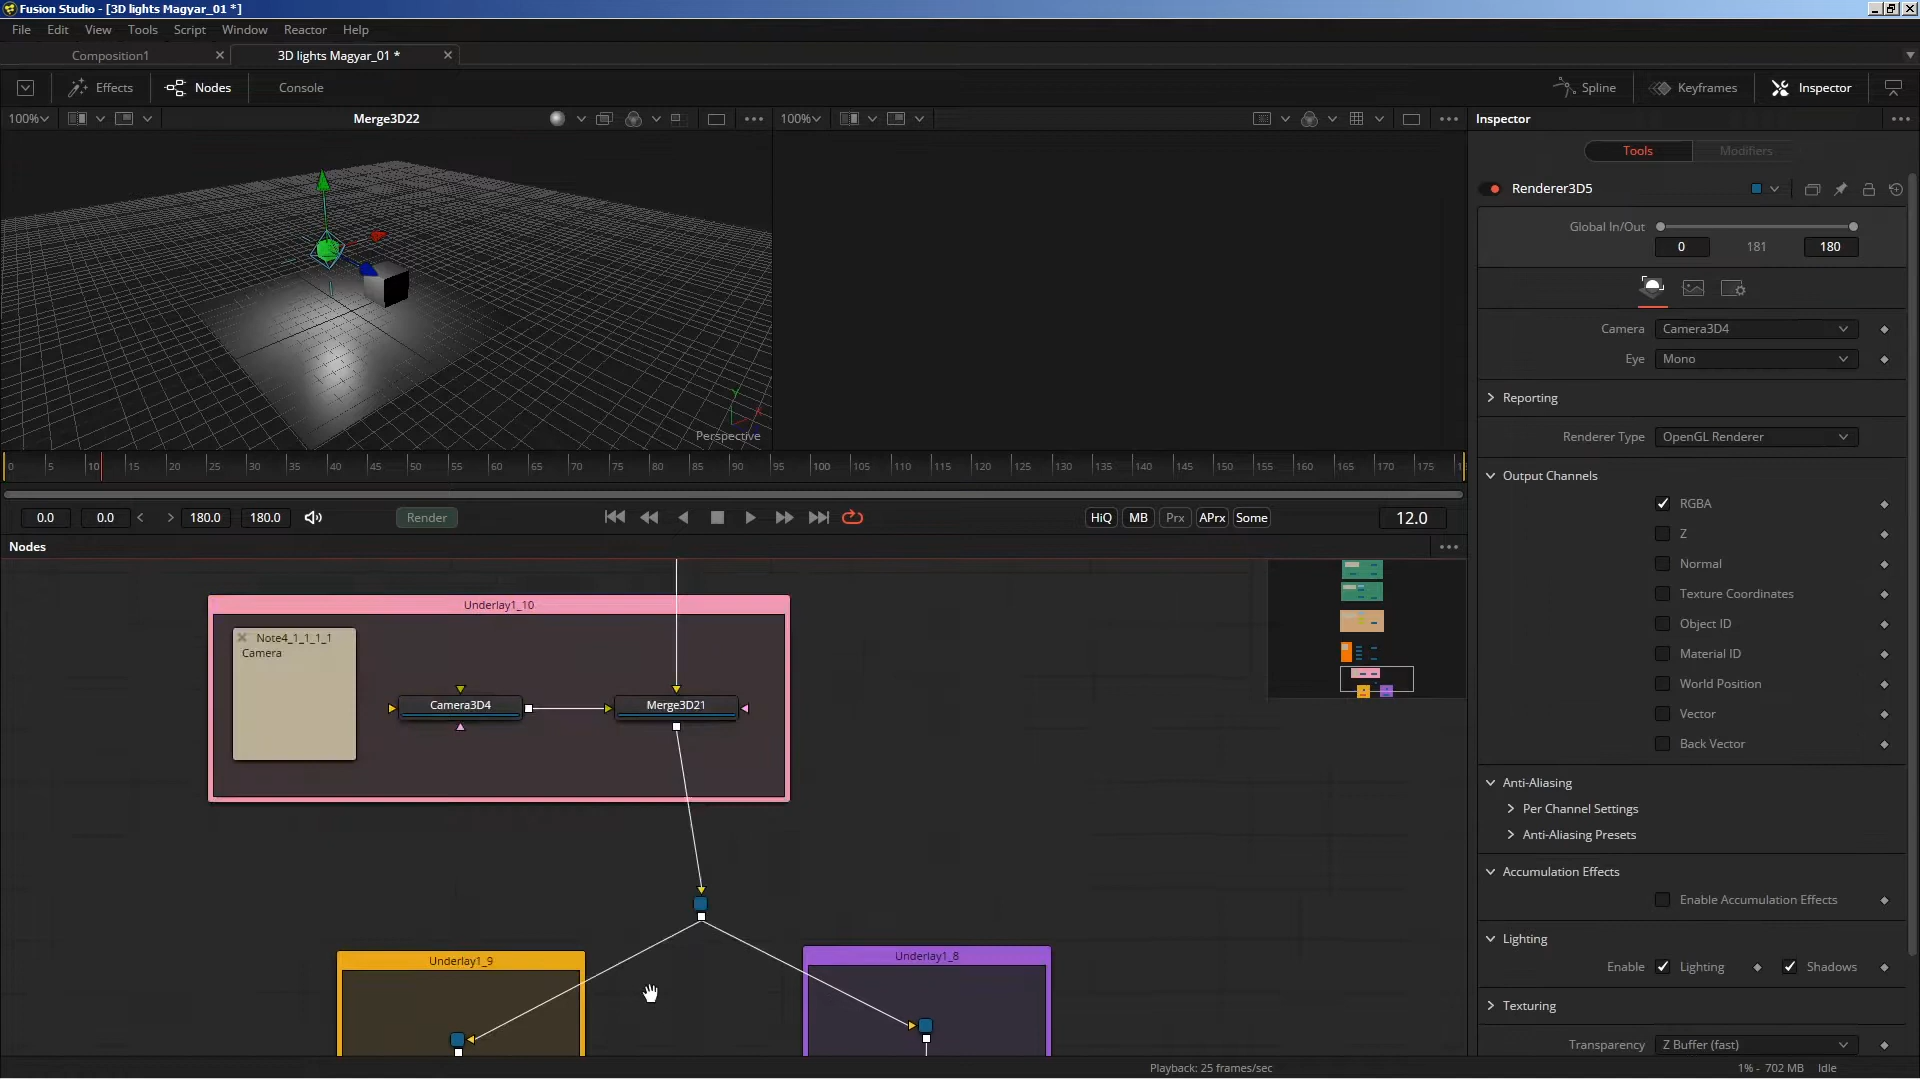 Fusion Studio - [3D lights Magyar_01 *]
File Edit View Tools Script Window Reactor Help
Composition1 3D lights Magyar_01 *
Effects Nodes Console Spline Keyframes Inspector
100% Merge3D22 100% Inspector
Tools Modifiers
Renderer3D5
Global In/Out
0 181 180
Camera Camera3D4
Eye Mono
Reporting
Renderer Type OpenGL Renderer
Output Channels
RGBA
Z
Normal
Texture Coordinates
Object ID
Material ID
World Position
Vector
Back Vector
Anti-Aliasing
Per Channel Settings
Anti-Aliasing Presets
Accumulation Effects
Enable Accumulation Effects
Lighting
Enable Lighting Shadows
Texturing
Transparency Z Buffer (fast)
Y
Perspective
0 5 10 15 20 25 30 35 40 45 50 55 60 65 70 75 80 85 90 95 100 105 110 115 120 125 130 135 140 145 150 155 160 165 170 175
0.0 0.0 180.0 180.0 Render HiQ MB Prx APrx Some 12.0
Nodes
Underlay1_10
Note4_1_1_1_1
Camera
Camera3D4 Merge3D21
Underlay1_9 Underlay1_8
Playback: 25 frames/sec 1% - 702 MB Idle